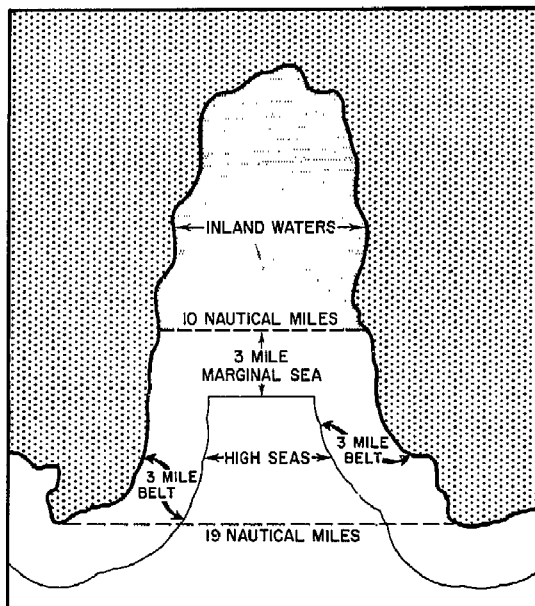 INLAND WATERS
10 NAUTICAL MILES
3 MILE
MARGINAL SEA
3 MILE
BELT
HIGH SEAS
3 MILE
BELT
19 NAUTICAL MILES